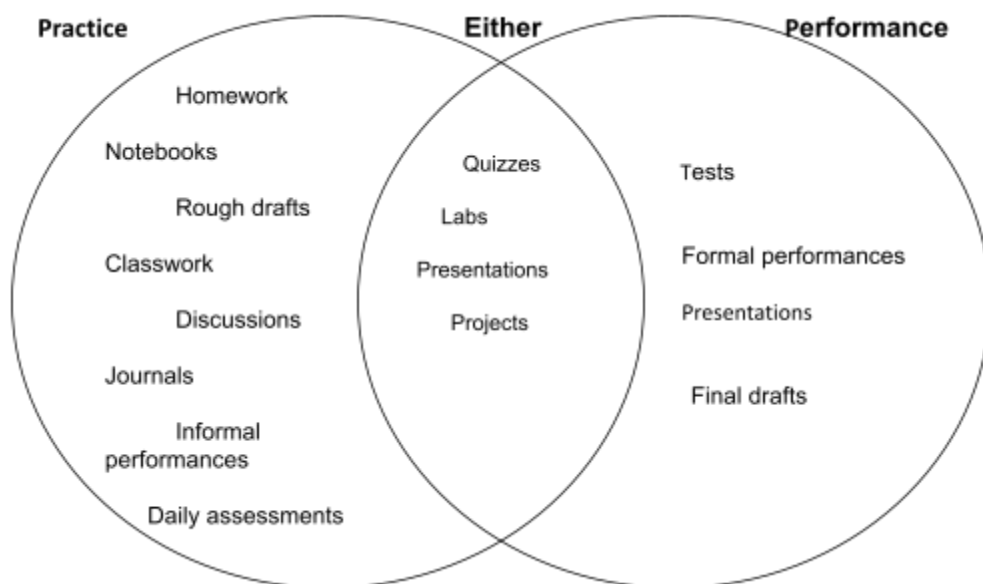 Practice
Either
Performance
Homework
Notebooks
Rough drafts
Classwork
Discussions
Journals
Informal
performances
Daily assessments
Quizzes
Labs
Presentations
Projects
Tests
Formal performances
Presentations
Final drafts